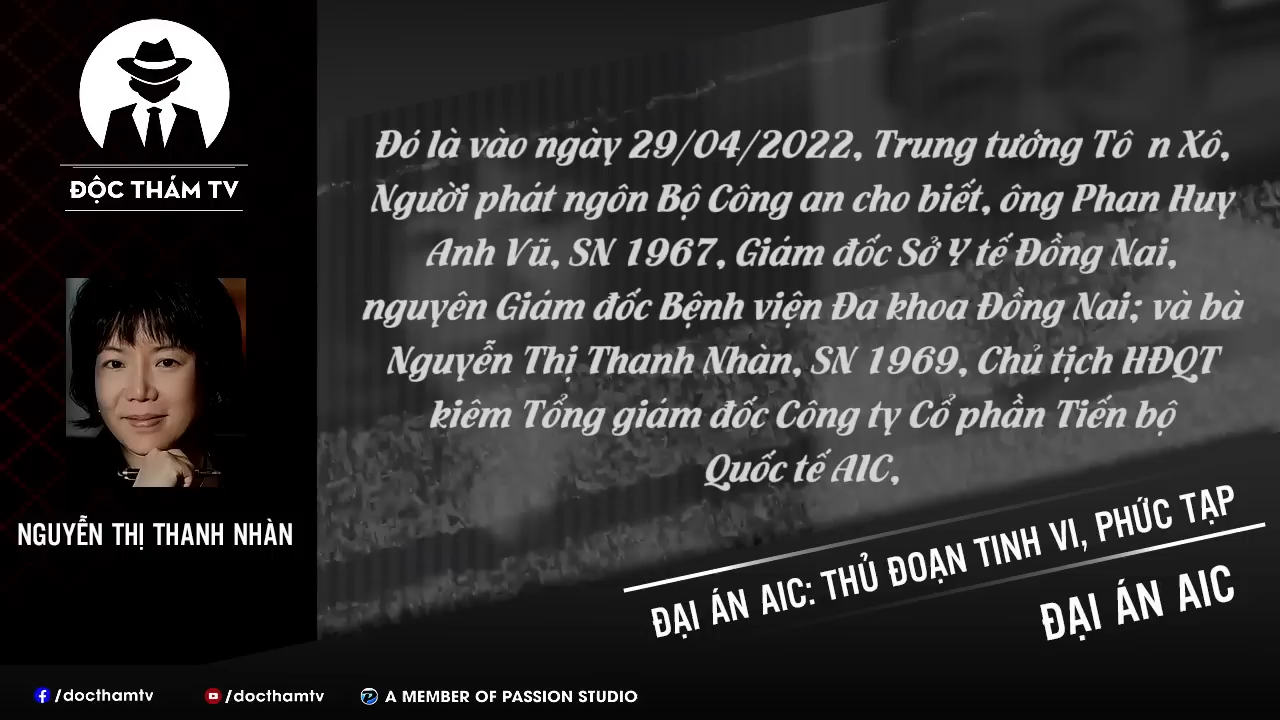 ĐỘC THÁM TV
NGUYỄN THỊ THANH NHÀN
Đó là vào ngày 29/04/2022, Trung tướng Tô n Xô,
Người phát ngôn Bộ Công an cho biết, ông Phan Huy
Anh Vũ, SN 1967, Giám đốc Sở Y tế Đồng Nai,
nguyên Giám đốc Bệnh viện Đa khoa Đồng Nai; và bà
Nguyễn Thị Thanh Nhàn, SN 1969, Chủ tịch HĐQT
kiêm Tổng giám đốc Công ty Cổ phần Tiến bộ
Quốc tế AIC,
ĐẠI ÁN AIC: THỦ ĐOẠN TINH VI, PHỨC TẠP
ĐẠI ÁN AIC
/docthamtv
/docthamtv
A MEMBER OF PASSION STUDIO